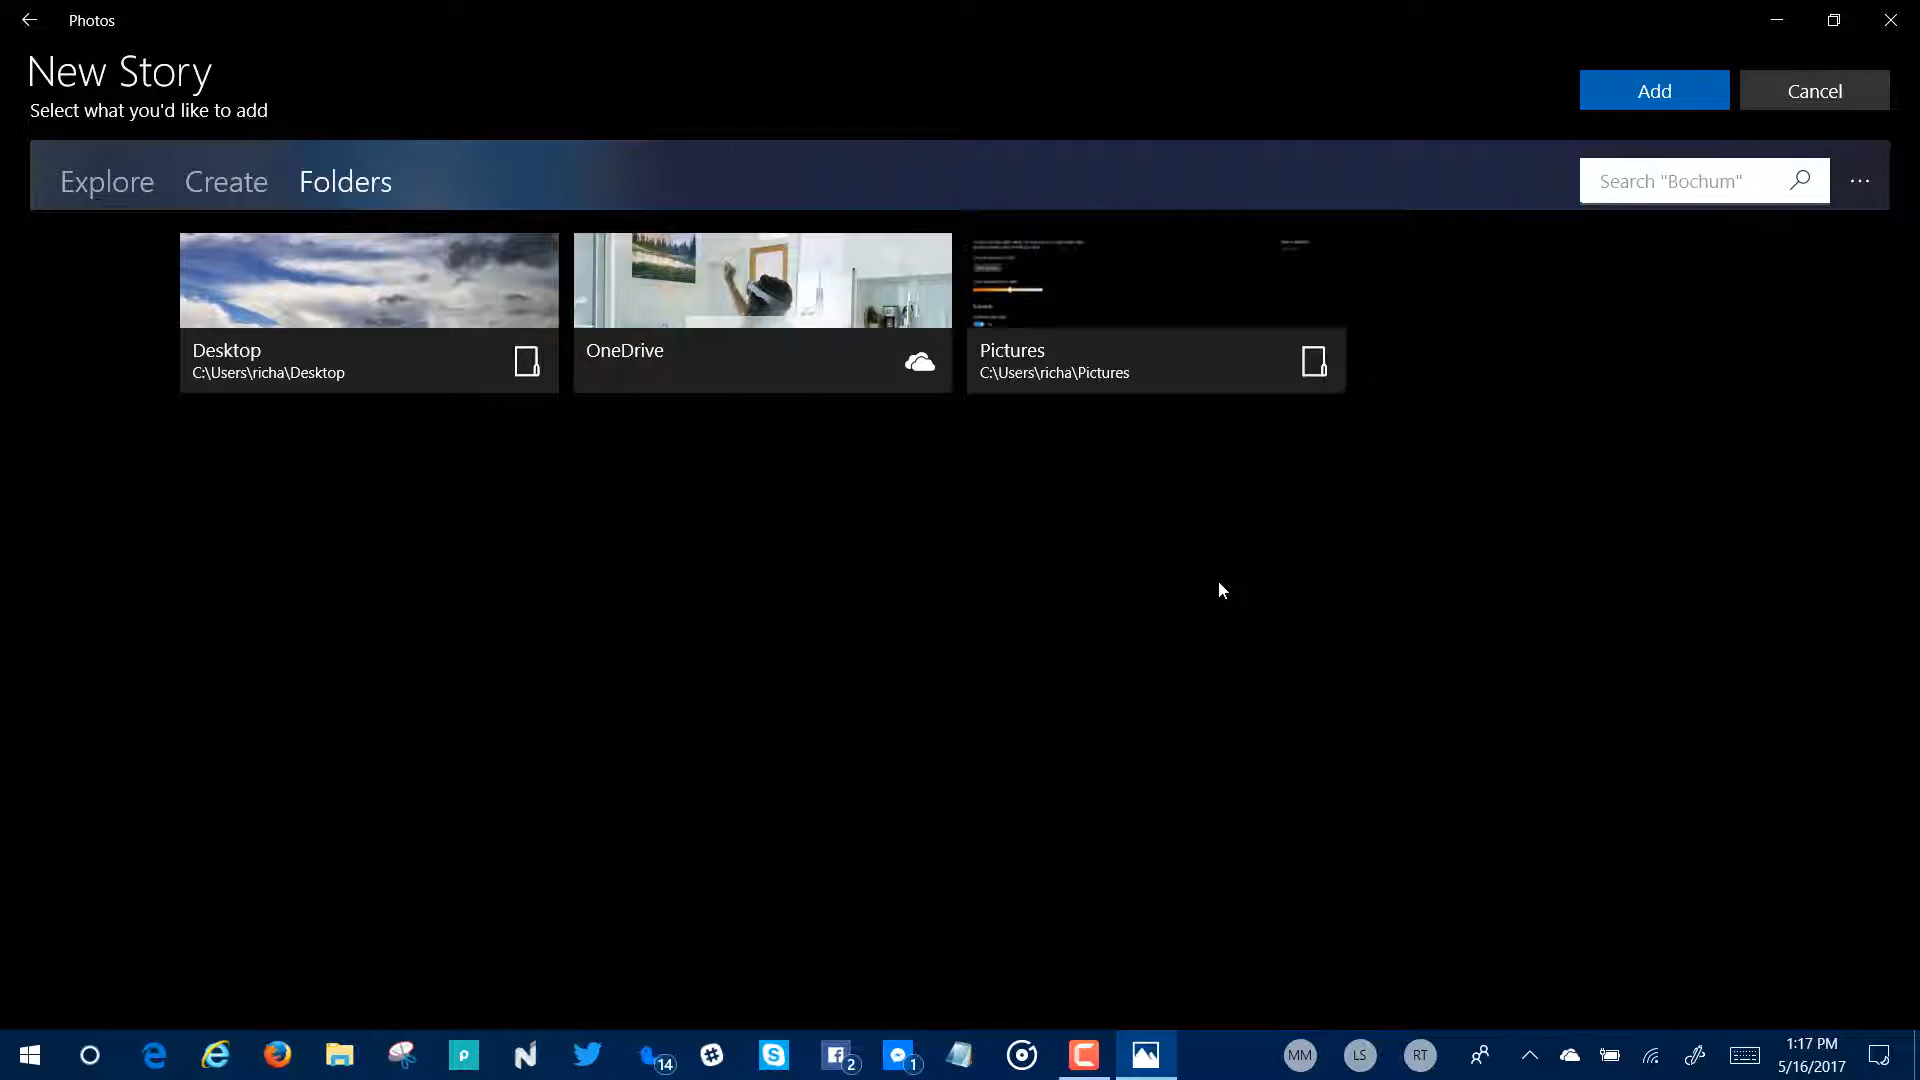 Photos
New Story
Select what you'd like to add
Add
Cancel
Explore
Create
Folders
Search "Bochum"
Desktop
C:\Users\richa\Desktop
OneDrive
Pictures
C:\Users\richa\Pictures
14
2
1
MM
LS
RT
1:17 PM
5/16/2017